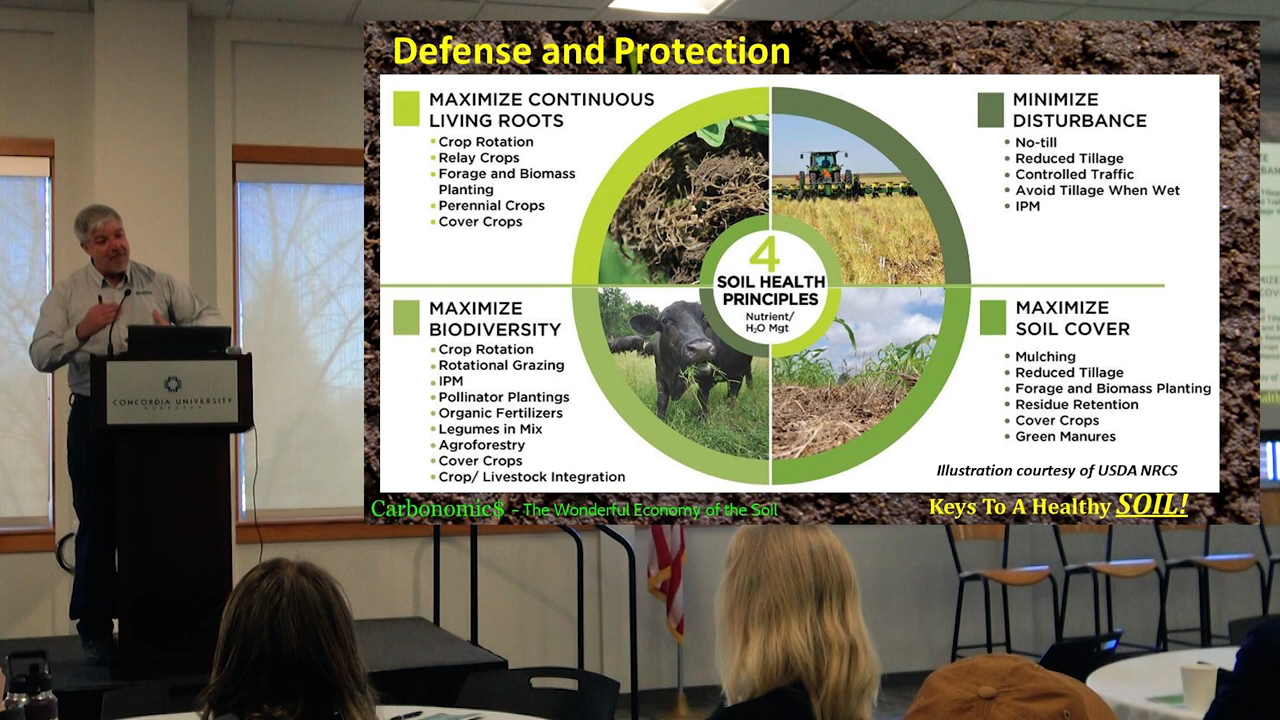 Defense and Protection
MAXIMIZE CONTINUOUS
LIVING ROOTS
•Crop Rotation
•Relay Crops
•Forage and Biomass
Planting
•Perennial Crops
•Cover Crops
MINIMIZE
DISTURBANCE
• No-till
• Reduced Tillage
• Controlled Traffic
• Avoid Tillage When Wet
• IPM
4
SOIL HEALTH
PRINCIPLES
Nutrient/
H₂O Mgt
MAXIMIZE
BIODIVERSITY
•Crop Rotation
•Rotational Grazing
•IPM
•Pollinator Plantings
•Organic Fertilizers
•Legumes in Mix
•Agroforestry
•Cover Crops
•Crop/ Livestock Integration
MAXIMIZE
SOIL COVER
• Mulching
• Reduced Tillage
• Forage and Biomass Planting
• Residue Retention
• Cover Crops
• Green Manures
Illustration courtesy of USDA NRCS
Carbonomic$ – The Wonderful Economy of the Soil
Keys To A Healthy SOIL!
CONCORDIA UNIVERSITY
NEBRASKA